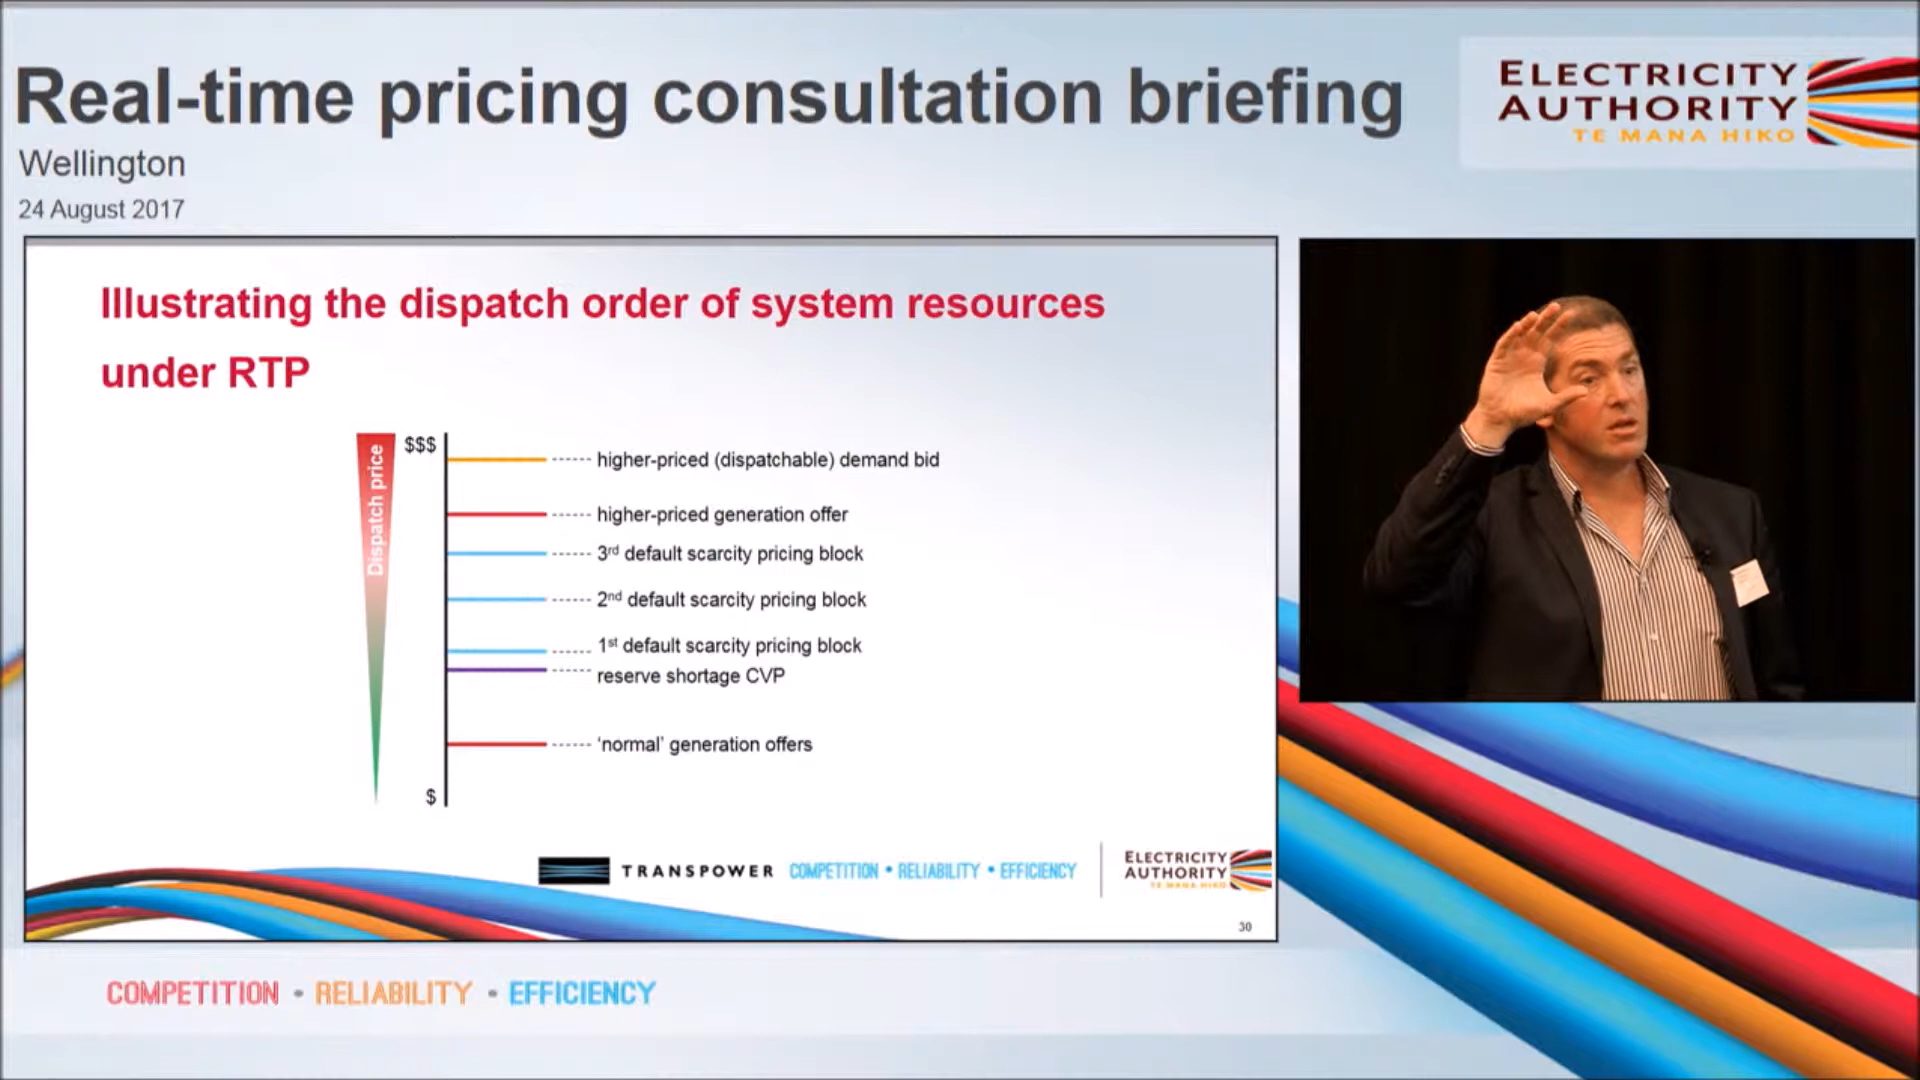 Real-time pricing consultation briefing
Wellington
24 August 2017
ELECTRICITY
AUTHORITY
TE MANA HIKO
Illustrating the dispatch order of system resources
under RTP
Dispatch price
$$$
higher-priced (dispatchable) demand bid
higher-priced generation offer
3rd default scarcity pricing block
2nd default scarcity pricing block
1st default scarcity pricing block
reserve shortage CVP
‘normal’ generation offers
$
TRANSPOWER COMPETITION • RELIABILITY • EFFICIENCY
ELECTRICITY
AUTHORITY
TE MANA HIKO
30
COMPETITION • RELIABILITY • EFFICIENCY